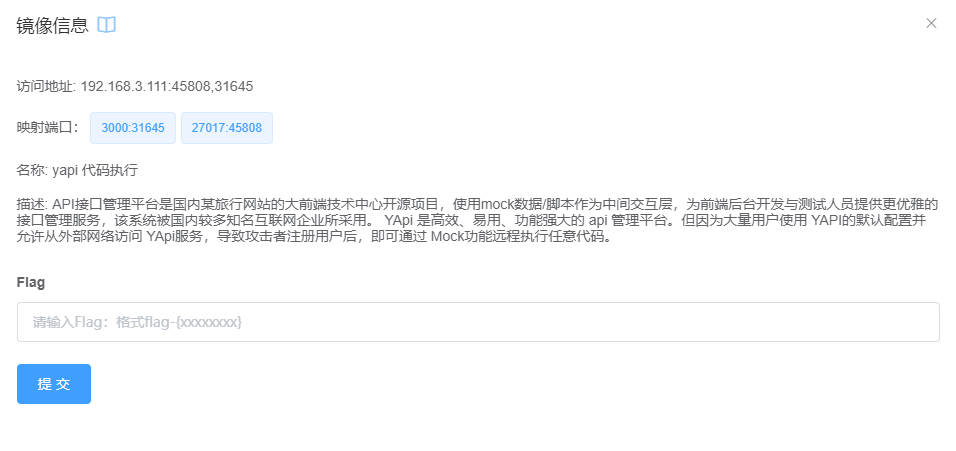 镜像信息
访问地址: 192.168.3.111:45808,31645
映射端口： 3000:31645 27017:45808
名称: yapi 代码执行
描述: API接口管理平台是国内某旅行网站的大前端技术中心开源项目，使用mock数据/脚本作为中间交互层，为前端后台开发与测试人员提供更优雅的
接口管理服务，该系统被国内较多知名互联网企业所采用。 YApi 是高效、易用、功能强大的 api 管理平台。但因为大量用户使用 YAPI的默认配置并
允许从外部网络访问 YApi服务，导致攻击者注册用户后，即可通过 Mock功能远程执行任意代码。
Flag
请输入Flag：格式flag-{xxxxxxxx}
提 交